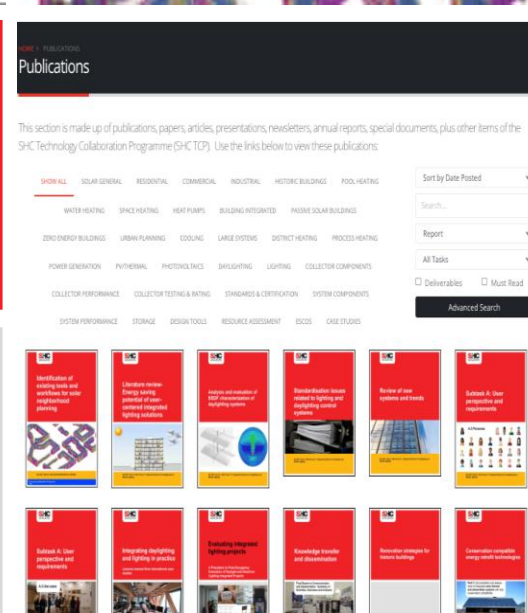 HOME > PUBLICATIONS
Publications
This section is made up of publications, papers, articles, presentations, newsletters, annual reports, special documents, plus other items of the
SHC Technology Collaboration Programme (SHC TCP). Use the links below to view these publications:
SHOW ALL SOLAR GENERAL RESIDENTIAL COMMERCIAL INDUSTRIAL HISTORIC BUILDINGS POOL HEATING
WATER HEATING SPACE HEATING HEAT PUMPS BUILDING INTEGRATED PASSIVE SOLAR BUILDINGS
ZERO ENERGY BUILDINGS URBAN PLANNING COOLING LARGE SYSTEMS DISTRICT HEATING PROCESS HEATING
POWER GENERATION PV/THERMAL PHOTOVOLTAICS DAYLIGHTING LIGHTING COLLECTOR COMPONENTS
COLLECTOR PERFORMANCE COLLECTOR TESTING & RATING STANDARDS & CERTIFICATION SYSTEM COMPONENTS
SYSTEM PERFORMANCE STORAGE DESIGN TOOLS RESOURCE ASSESSMENT ESCOS CASE STUDIES
Sort by Date Posted
Search...
Report
All Tasks
Deliverables Must Read
Advanced Search
SHC
Identification of
existing tools and
workflows for solar
neighborhood
planning
SHC
Literature review-
Energy saving
potential of user-
centered integrated
lighting solutions
SHC
Analysis and evaluation of
BSDF characterisation of
daylighting systems
SHC
Standardisation issues
related to lighting and
daylighting control
systems
SHC
Review of new
systems and trends
SHC
Subtask A: User
perspective and
requirements
SHC
Subtask A: User
perspective and
requirements
SHC
Integrating daylighting
and lighting in practice
SHC
Evaluating integrated
lighting projects
SHC
Knowledge transfer
and dissemination
SHC
Renovation strategies for
historic buildings
SHC
Conservation compatible
energy retrofit technologies